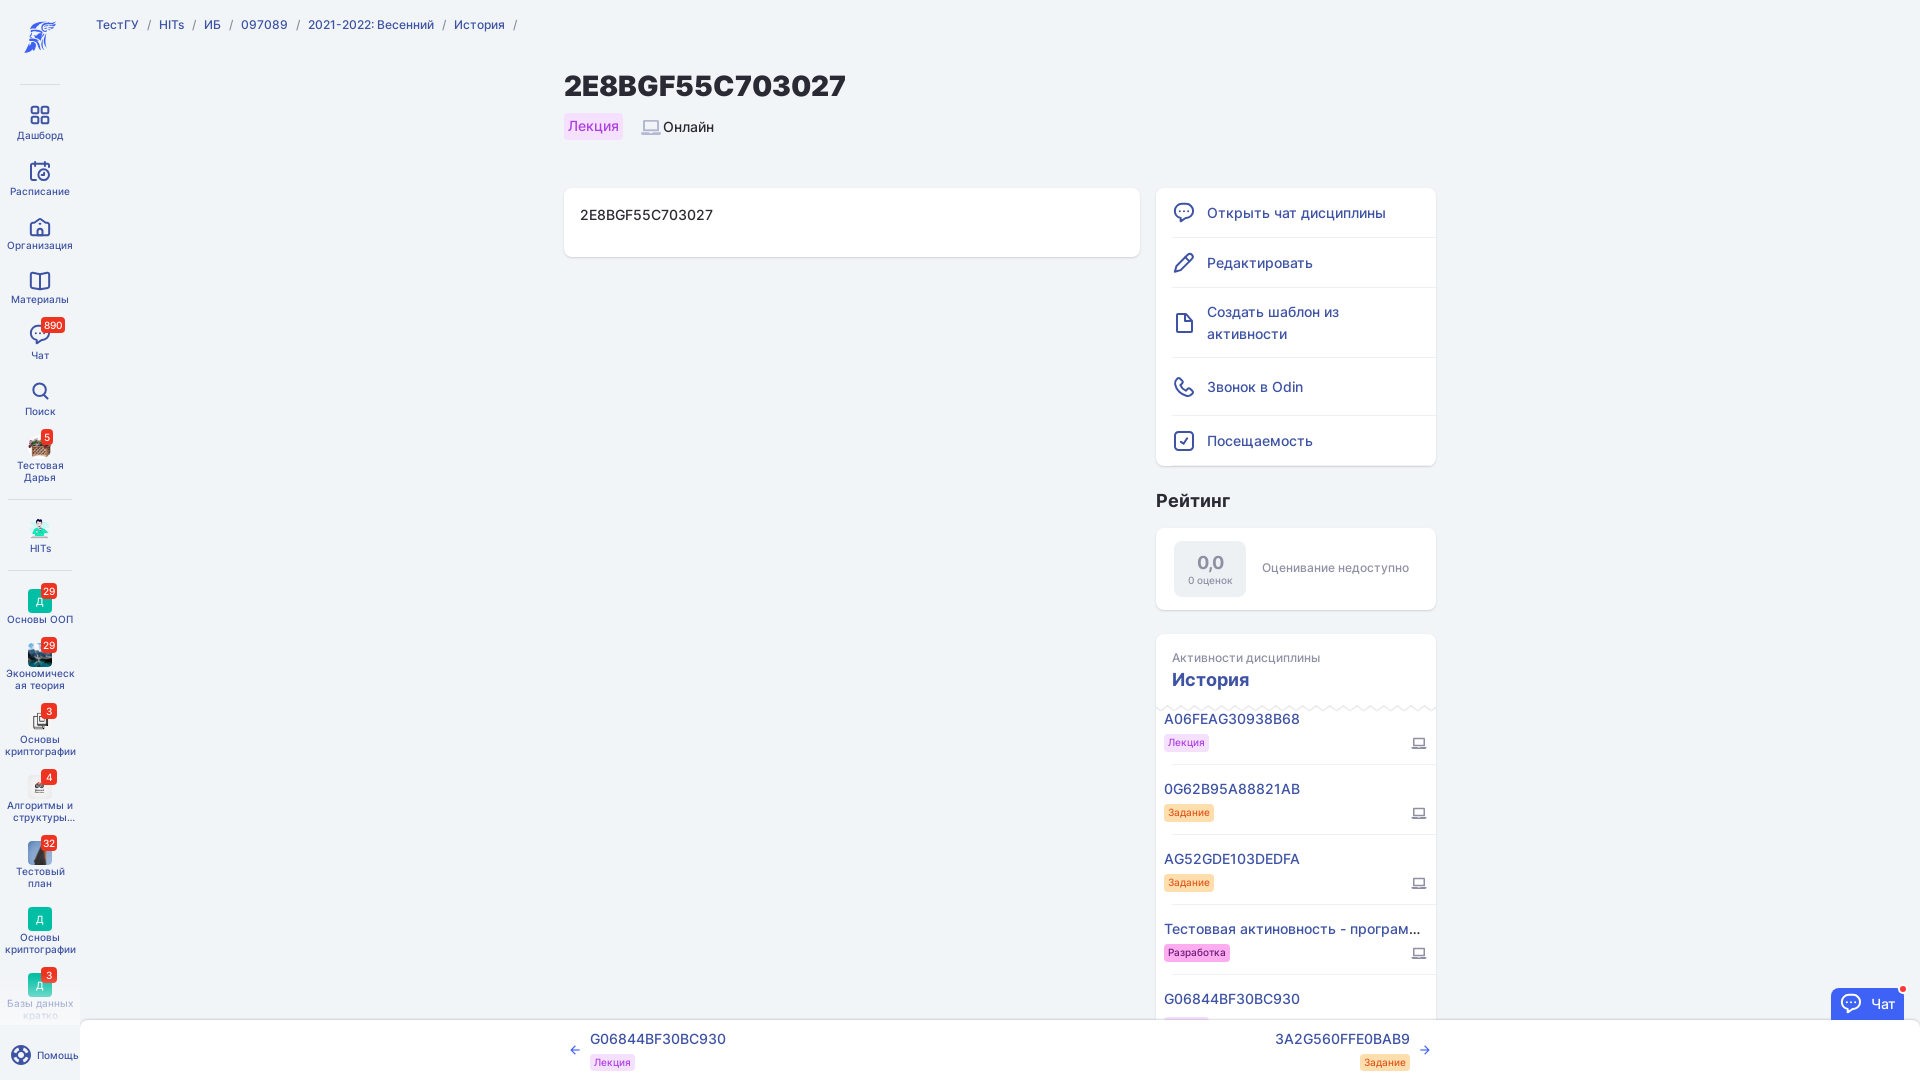 ТестГУ / HITs / ИБ / 097089 / 2021-2022: Весенний / История /
2E8BGF55C703027
Лекция
Онлайн
2E8BGF55C703027
Дашборд
Расписание
Организация
Материалы
890
Чат
Поиск
5
Тестовая
Дарья
HITs
29
Д
Основы ООП
29
Экономическ
ая теория
3
Основы
криптографии
4
Алгоритмы и
структуры...
32
Тестовый
план
Д
Основы
криптографии
3
Д
Базы данных
кратко
Помощь
Открыть чат дисциплины
Редактировать
Создать шаблон из
активности
Звонок в Odin
Посещаемость
Рейтинг
0,0
0 оценок
Оценивание недоступно
Активности дисциплины
История
A06FEAG30938B68
Лекция
0G62B95A88821AB
Задание
AG52GDE103DEDFA
Задание
Тестоввая актиновность - програм...
Разработка
G06844BF30BC930
Чат
G06844BF30BC930
Лекция
3A2G560FFE0BAB9
Задание